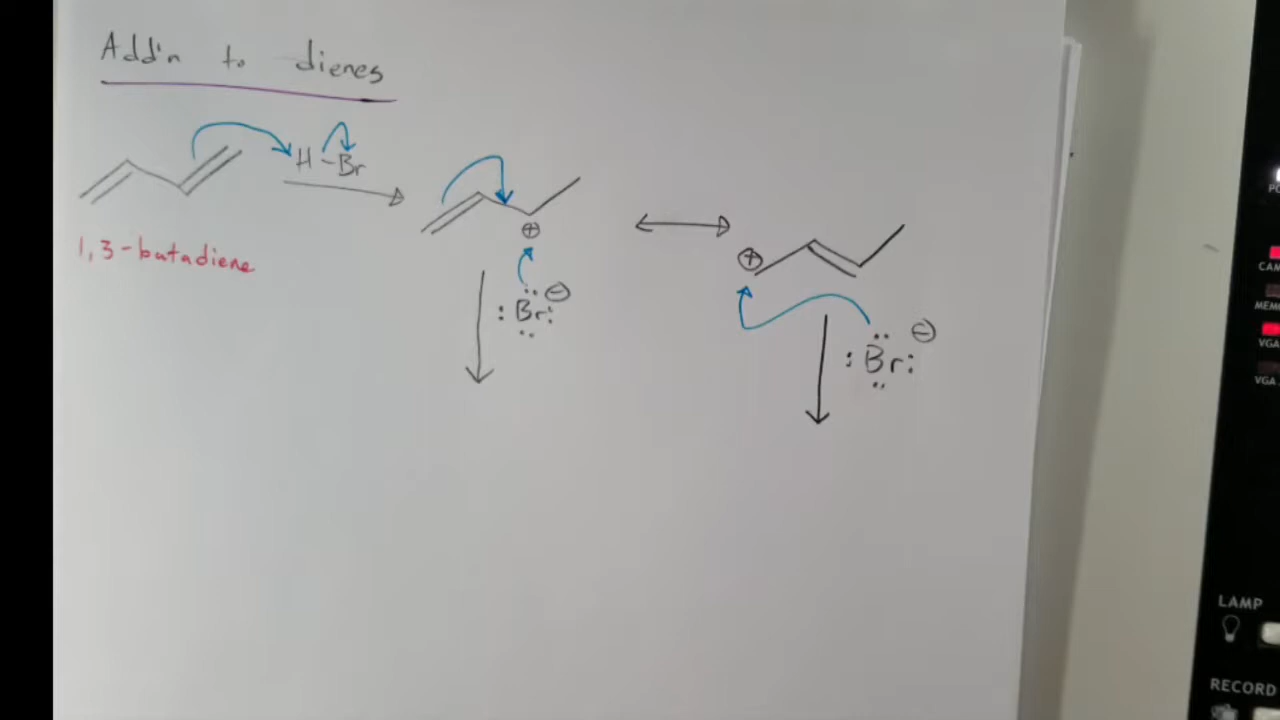 Add'n to dienes
H-Br
1,3-butadiene
⊕
⊕
:Br: ⊖
:Br: ⊖
LAMP
RECORD